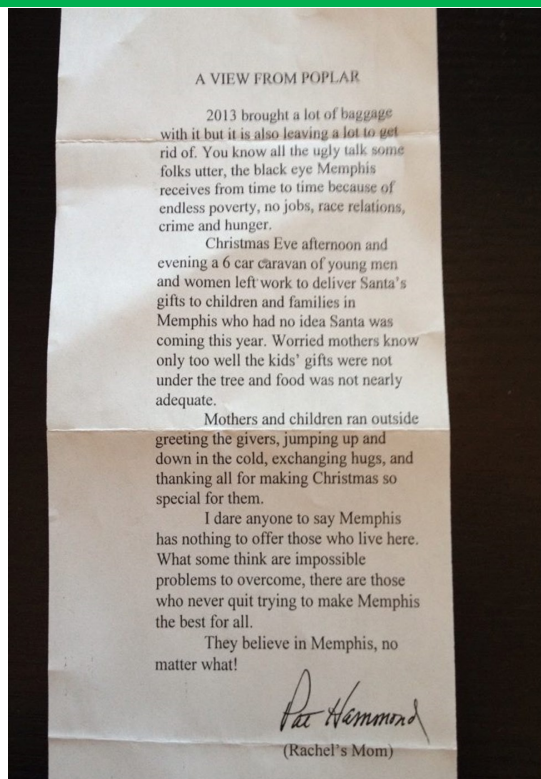 A VIEW FROM POPLAR
2013 brought a lot of baggage
with it but it is also leaving a lot to get
rid of. You know all the ugly talk some
folks utter, the black eye Memphis
receives from time to time because of
endless poverty, no jobs, race relations,
crime and hunger.
Christmas Eve afternoon and
evening a 6 car caravan of young men
and women left work to deliver Santa's
gifts to children and families in
Memphis who had no idea Santa was
coming this year. Worried mothers know
only too well the kids' gifts were not
under the tree and food was not nearly
adequate.
Mothers and children ran outside
greeting the givers, jumping up and
down in the cold, exchanging hugs, and
thanking all for making Christmas so
special for them.
I dare anyone to say Memphis
has nothing to offer those who live here.
What some think are impossible
problems to overcome, there are those
who never quit trying to make Memphis
the best for all.
They believe in Memphis, no
matter what!
Pat Hammond
(Rachel's Mom)